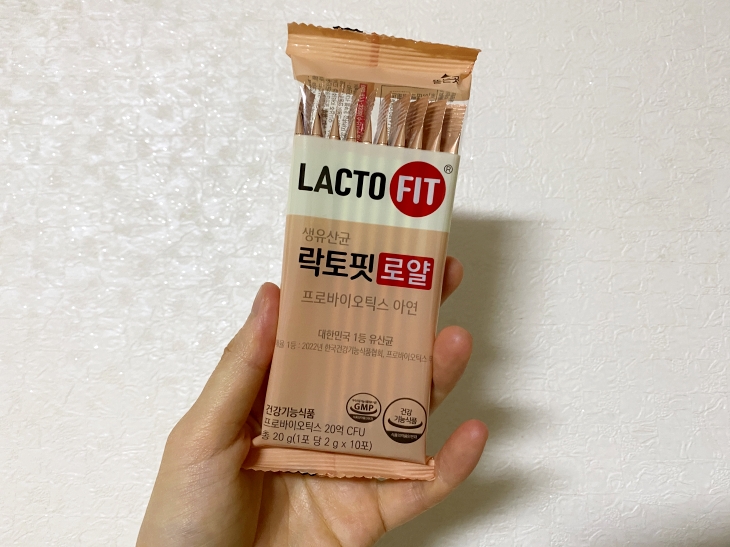 LACTO FIT®
생유산균
락토핏 로얄
프로바이오틱스 아연
대한민국 1등 유산균
1등 : 2022년 한국건강기능식품협회, 프로바이오틱스
GMP
건강
기능식품
건강기능식품
프로바이오틱스 20억 CFU
총 20 g(1포 당 2 g x 10포)